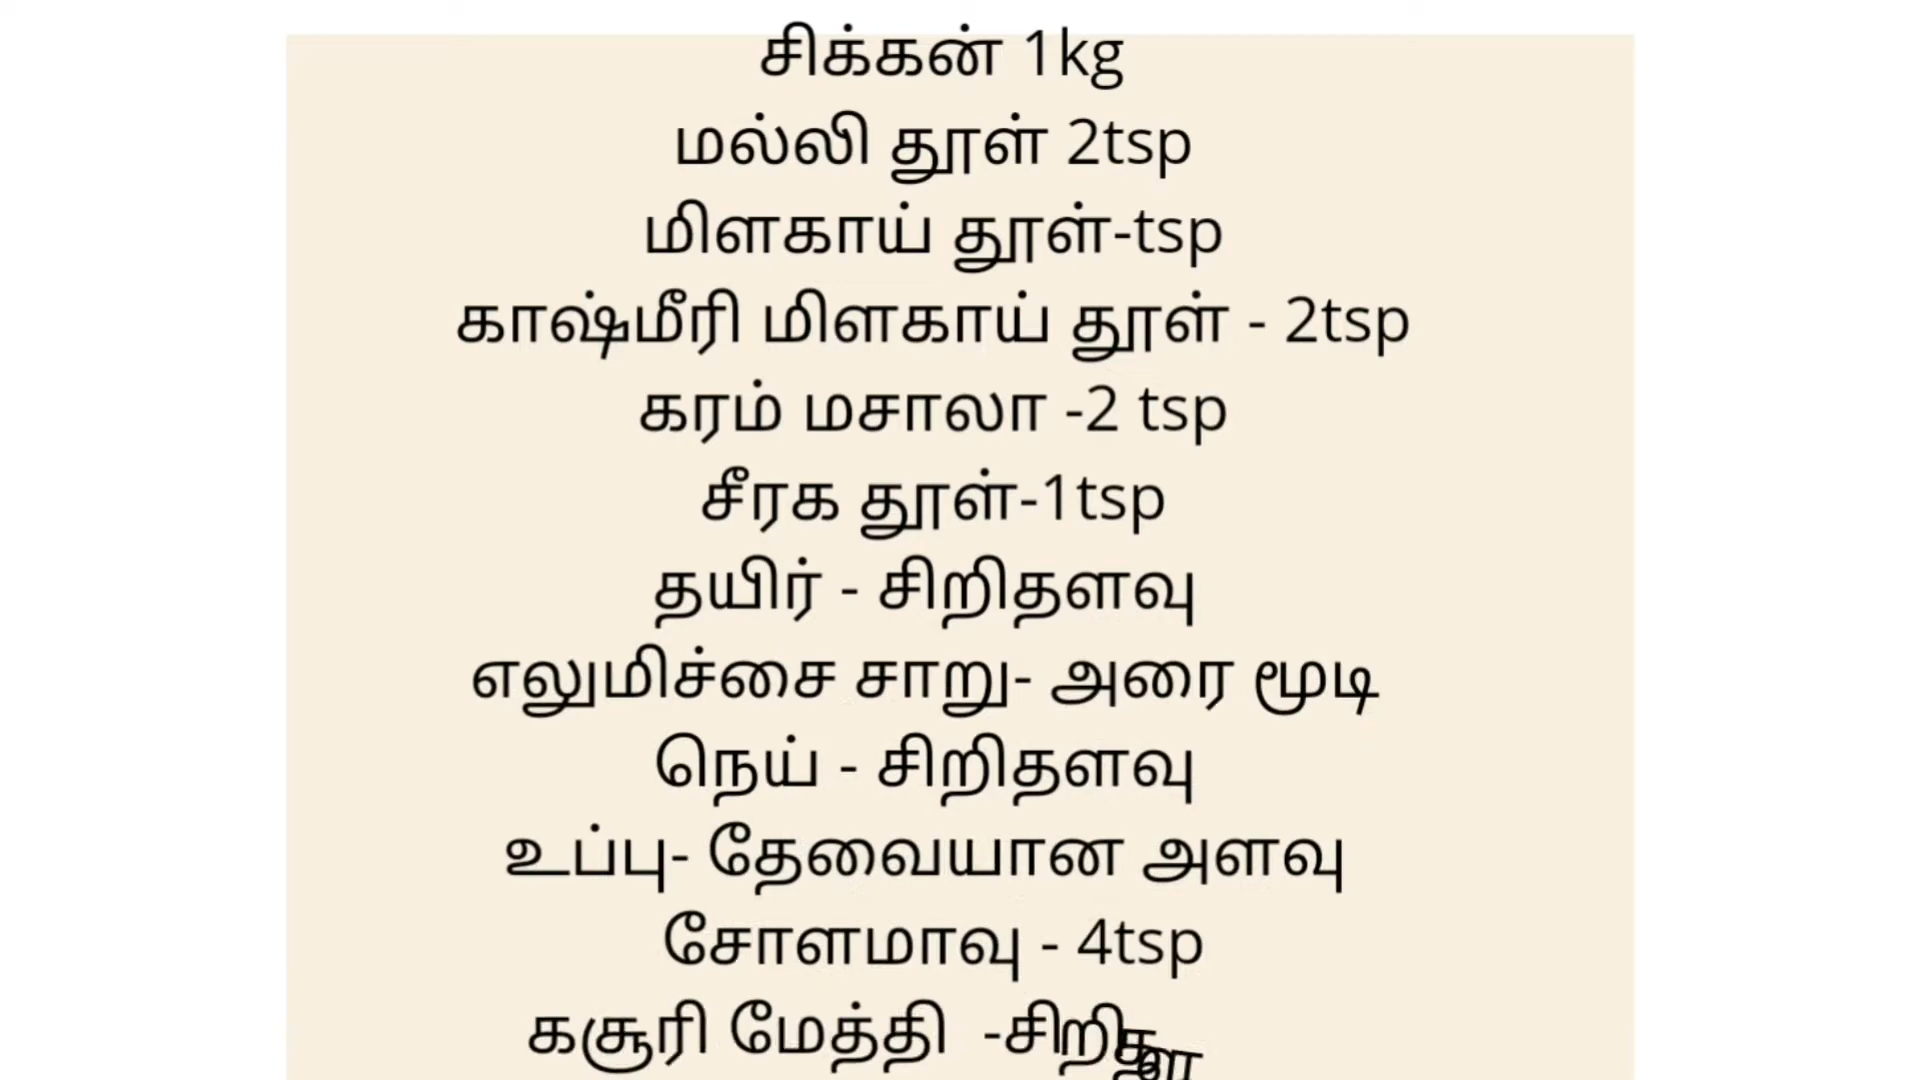 சிக்கன் 1kg
மல்லி தூள் 2tsp
மிளகாய் தூள்-tsp
காஷ்மீரி மிளகாய் தூள் - 2tsp
கரம் மசாலா -2 tsp
சீரக தூள்-1tsp
தயிர் - சிறிதளவு
எலுமிச்சை சாறு- அரை மூடி
நெய் - சிறிதளவு
உப்பு- தேவையான அளவு
சோளமாவு - 4tsp
கசூரி மேத்தி -